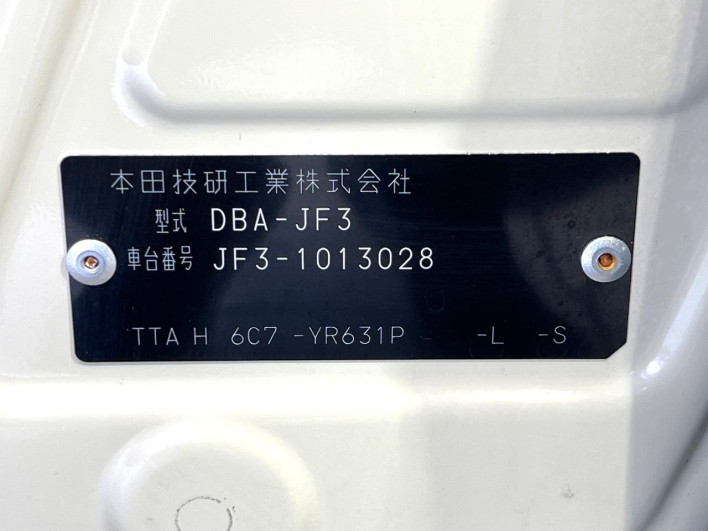 本田技研工業株式会社
型式 DBA-JF3
車台番号 JF3-1013028
TTA H 6C7 -YR631P - -L -S